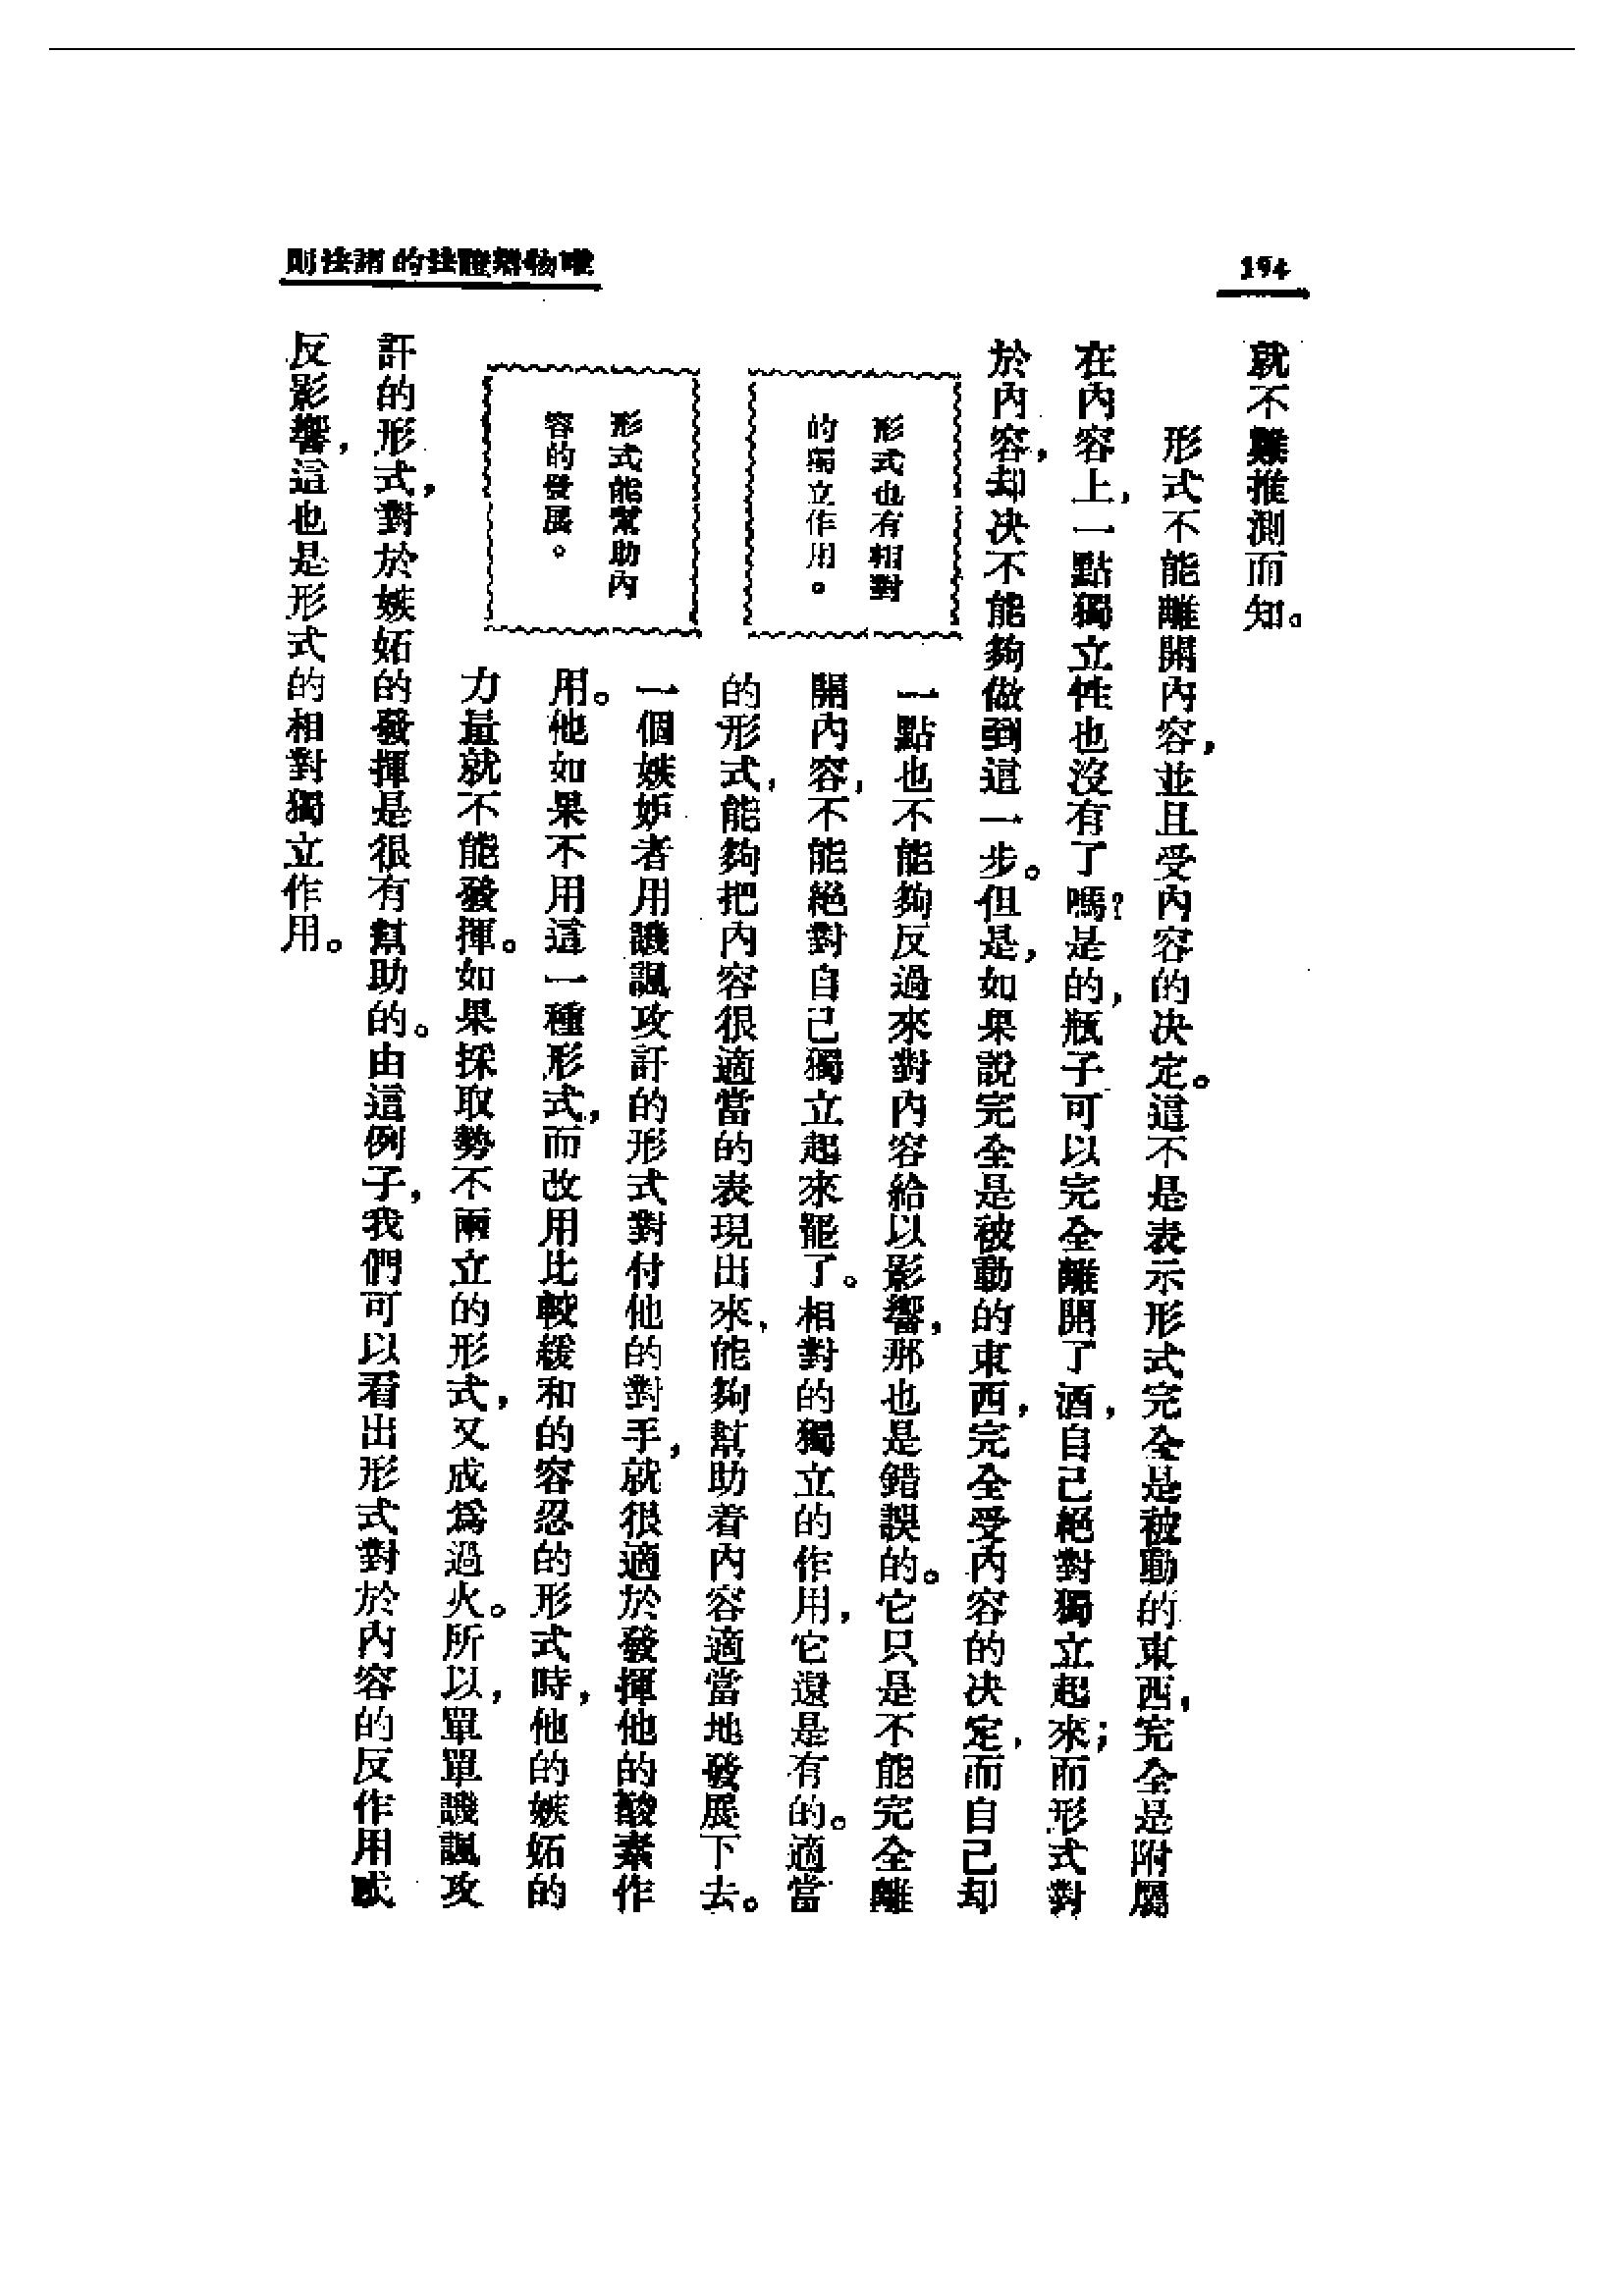 194
則法諸的法證辯物唯
就不難推測而知。
形式不能離開內容，並且受內容的決定。這不是表示形式完全是被動的東西，完全是附屬
在內容上，一點獨立性也沒有了嗎？是的，瓶子可以完全離開了酒，自己絕對獨立起來；而形式對
於內容，却决不能夠做到這一步。但是，如果說完全是被動的東西，完全受內容的决定，而自己却
形式也有相對
的獨立作用。
一點也不能夠反過來對內容給以影響，那也是錯誤的。它只是不能完全離
開內容，不能絕對自己獨立起來罷了。相對的獨立的作用，它還是有的。適當
的形式，能夠把內容很適當的表現出來，能夠幫助着內容適當地發展下去。
形式能幫助內
容的發展。
一個嫉妒者用譏諷攻訐的形式對付他的對手，就很適於發揮他的酸素作
用。他如果不用這一種形式，而改用比較緩和的容忍的形式時，他的嫉妬的
力量就不能發揮。如果採取勢不兩立的形式，又成爲過火。所以，單單譏諷攻
訐的形式，對於嫉妬的發揮是很有幫助的。由這例子，我們可以看出形式對於內容的反作用或
反影響，這也是形式的相對獨立作用。